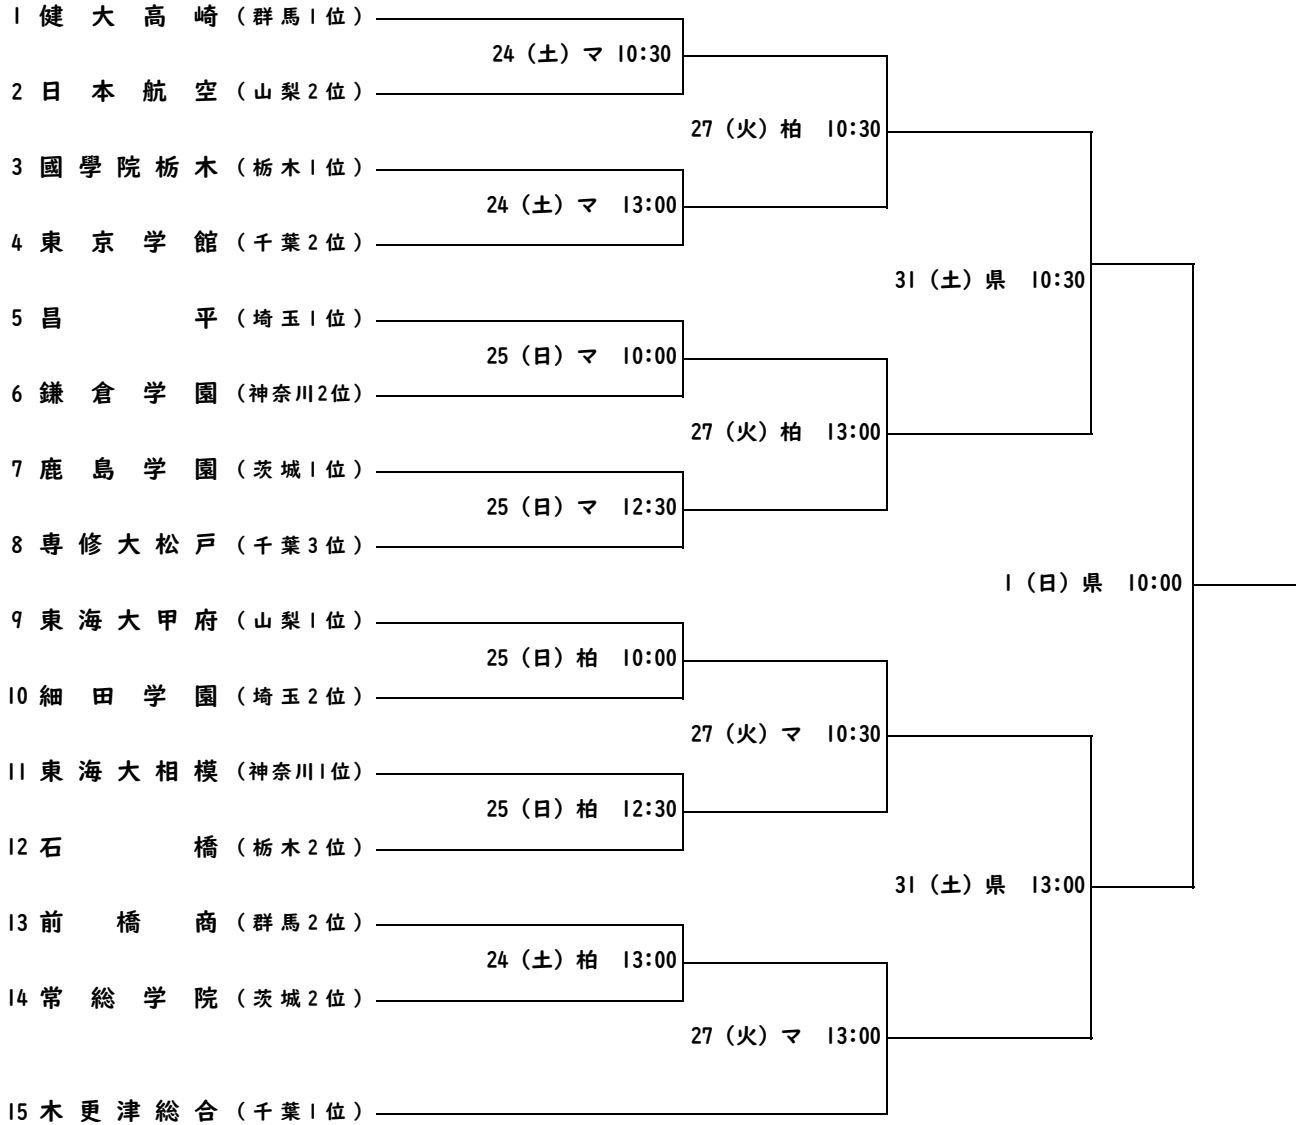 1 健大高崎（群馬1位）
24（土）マ 10:30
2 日本航空（山梨2位）
27（火）柏 10:30
3 國學院栃木（栃木1位）
24（土）マ 13:00
4 東京学館（千葉2位）
31（土）県 10:30
5 昌平（埼玉1位）
25（日）マ 10:00
6 鎌倉学園（神奈川2位）
27（火）柏 13:00
7 鹿島学園（茨城1位）
25（日）マ 12:30
8 専修大松戸（千葉3位）
1（日）県 10:00
9 東海大甲府（山梨1位）
25（日）柏 10:00
10 細田学園（埼玉2位）
27（火）マ 10:30
11 東海大相模（神奈川1位）
25（日）柏 12:30
12 石橋（栃木2位）
31（土）県 13:00
13 前橋商（群馬2位）
24（土）柏 13:00
14 常総学院（茨城2位）
27（火）マ 13:00
15 木更津総合（千葉1位）